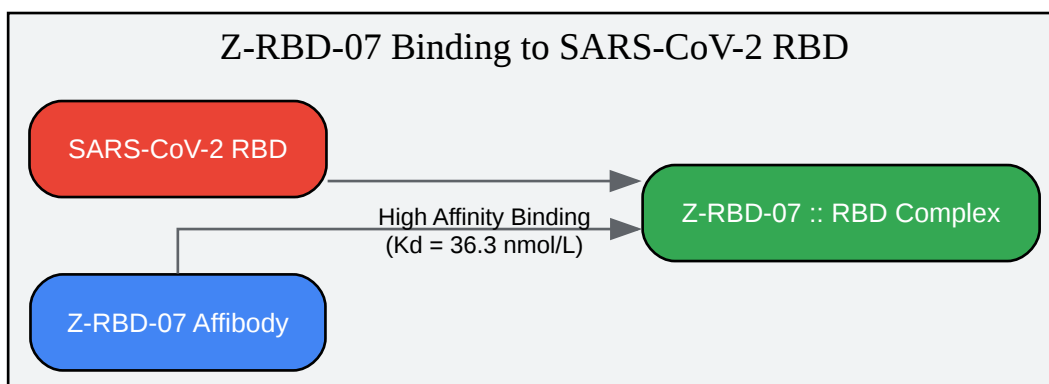 Z-RBD-07 Binding to SARS-CoV-2 RBD
SARS-CoV-2 RBD
High Affinity Binding
(Kd = 36.3 nmol/L)
Z-RBD-07 :: RBD Complex
Z-RBD-07 Affibody